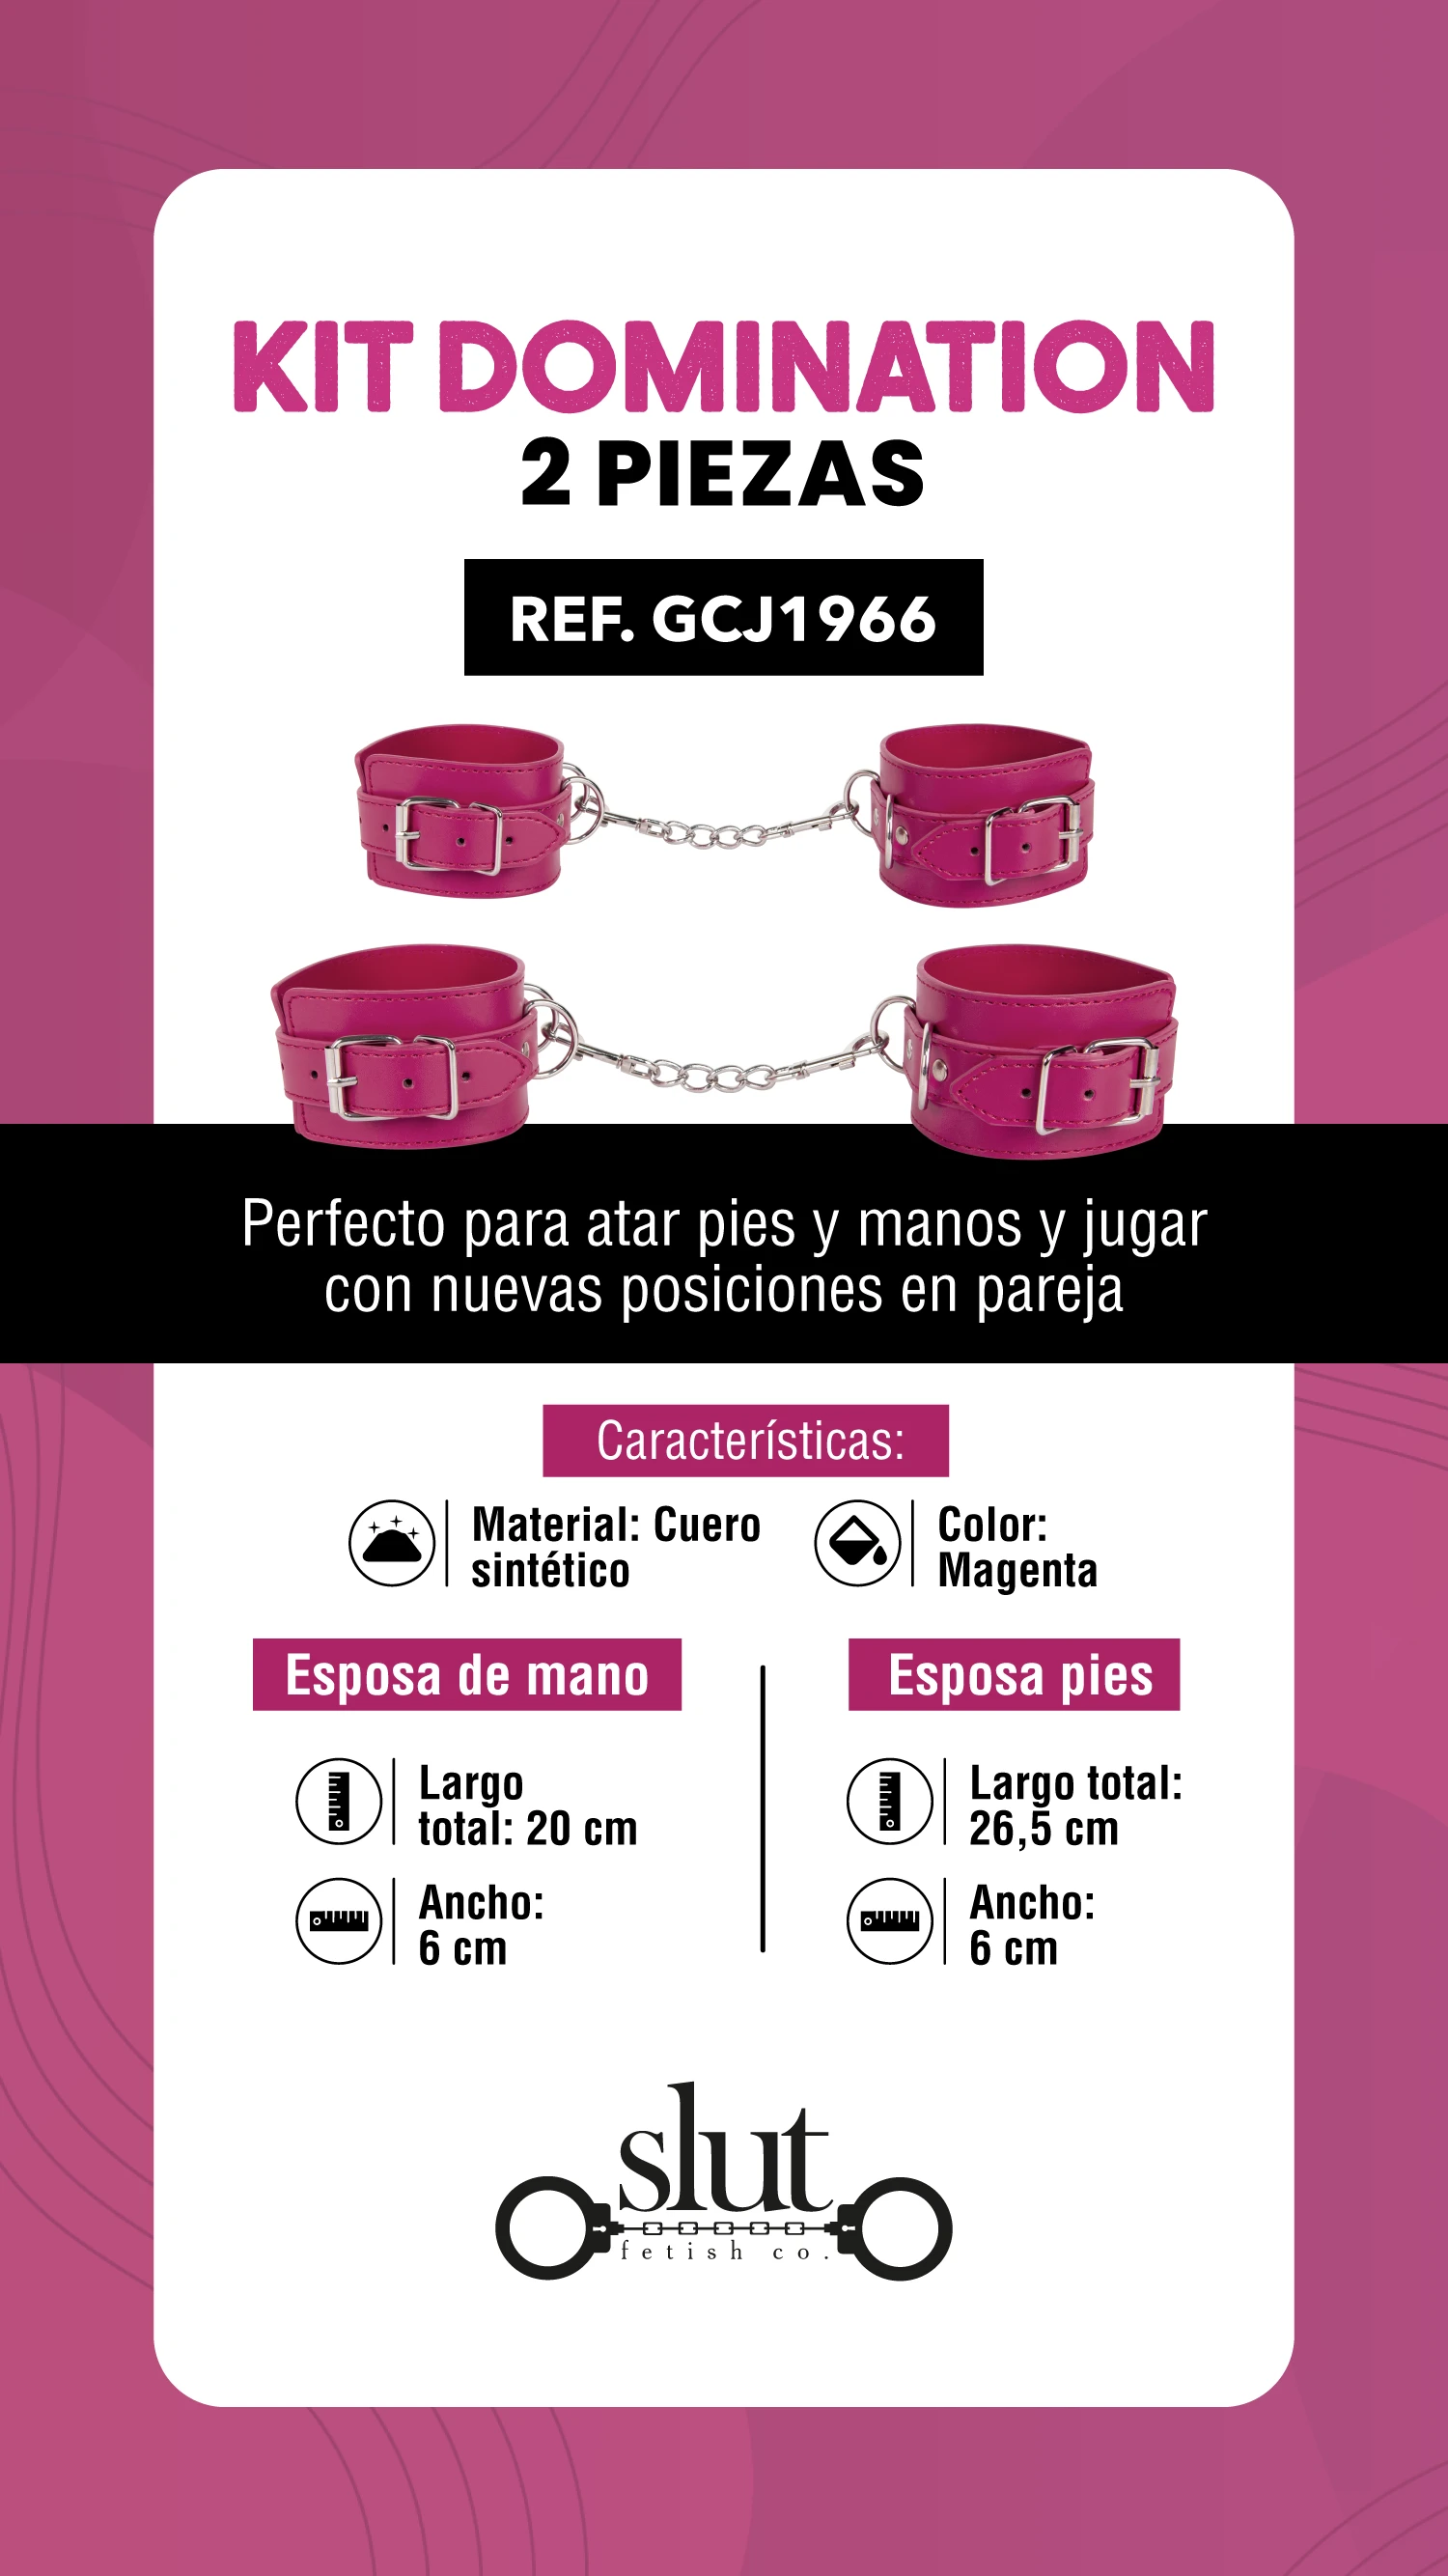 KIT DOMINATION
2 PIEZAS
REF. GCJ1966
Perfecto para atar pies y manos y jugar
con nuevas posiciones en pareja
Características:
Material: Cuero
sintético
Color:
Magenta
Esposa de mano
Largo
total: 20 cm
Ancho:
6 cm
Esposa pies
Largo total:
26,5 cm
Ancho:
6 cm
slut
fetish co.